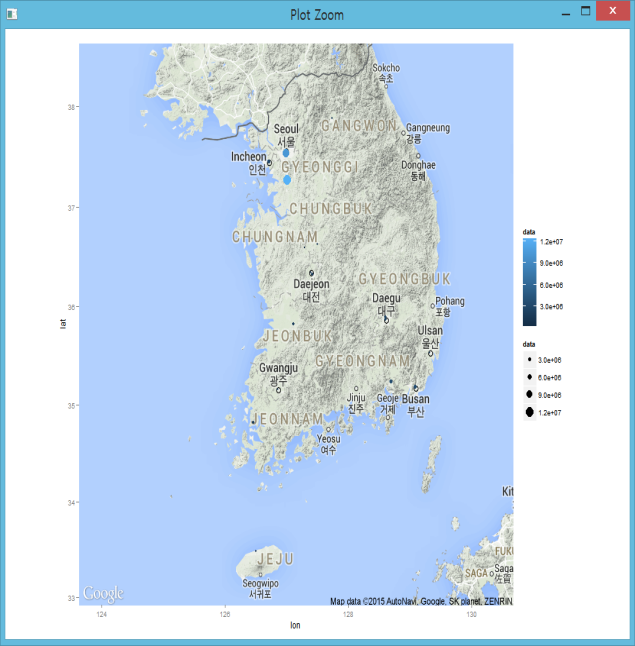 Plot Zoom
Sokcho
속초
38
GANGWON
Gangneung
강릉
Seoul
서울
Incheon
인천
Donghae
동해
GYEONGGI
37
CHUNGBUK
CHUNGNAM
data
1.2e+07
9.0e+06
6.0e+06
3.0e+06
GYEONGBUK
Daejeon
대전
Daegu
대구
Pohang
포항
36
lat
Ulsan
울산
JEONBUK
data
3.0e+06
6.0e+06
9.0e+06
1.2e+07
GYEONGNAM
Gwangju
광주
Jinju
진주
Geoje
거제
Busan
부산
35
JEONNAM
Yeosu
여수
34
Kit
FUKU
SAGA
Saga
佐賀
JEJU
Seogwipo
서귀포
Google
Map data ©2015 AutoNavi, Google, SK planet, ZENRIN
33
124
126
128
130
lon